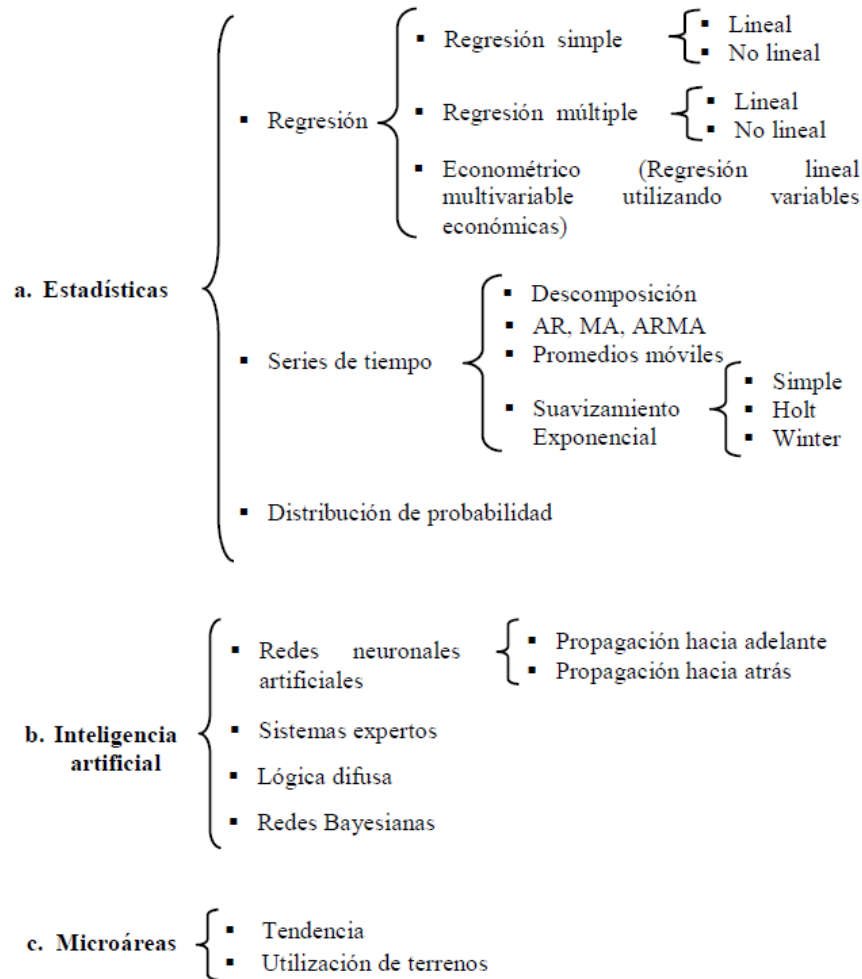 ▪ Regresión simple
▪ Lineal
▪ No lineal
▪ Regresión
▪ Regresión múltiple
▪ Lineal
▪ No lineal
▪ Econométrico (Regresión lineal
multivariable utilizando variables
económicas)
a. Estadísticas
▪ Descomposición
▪ AR, MA, ARMA
▪ Series de tiempo
▪ Promedios móviles
▪ Suavizamiento
Exponencial
▪ Simple
▪ Holt
▪ Winter
▪ Distribución de probabilidad
▪ Redes neuronales
artificiales
▪ Propagación hacia adelante
▪ Propagación hacia atrás
b. Inteligencia
artificial
▪ Sistemas expertos
▪ Lógica difusa
▪ Redes Bayesianas
c. Microáreas
▪ Tendencia
▪ Utilización de terrenos